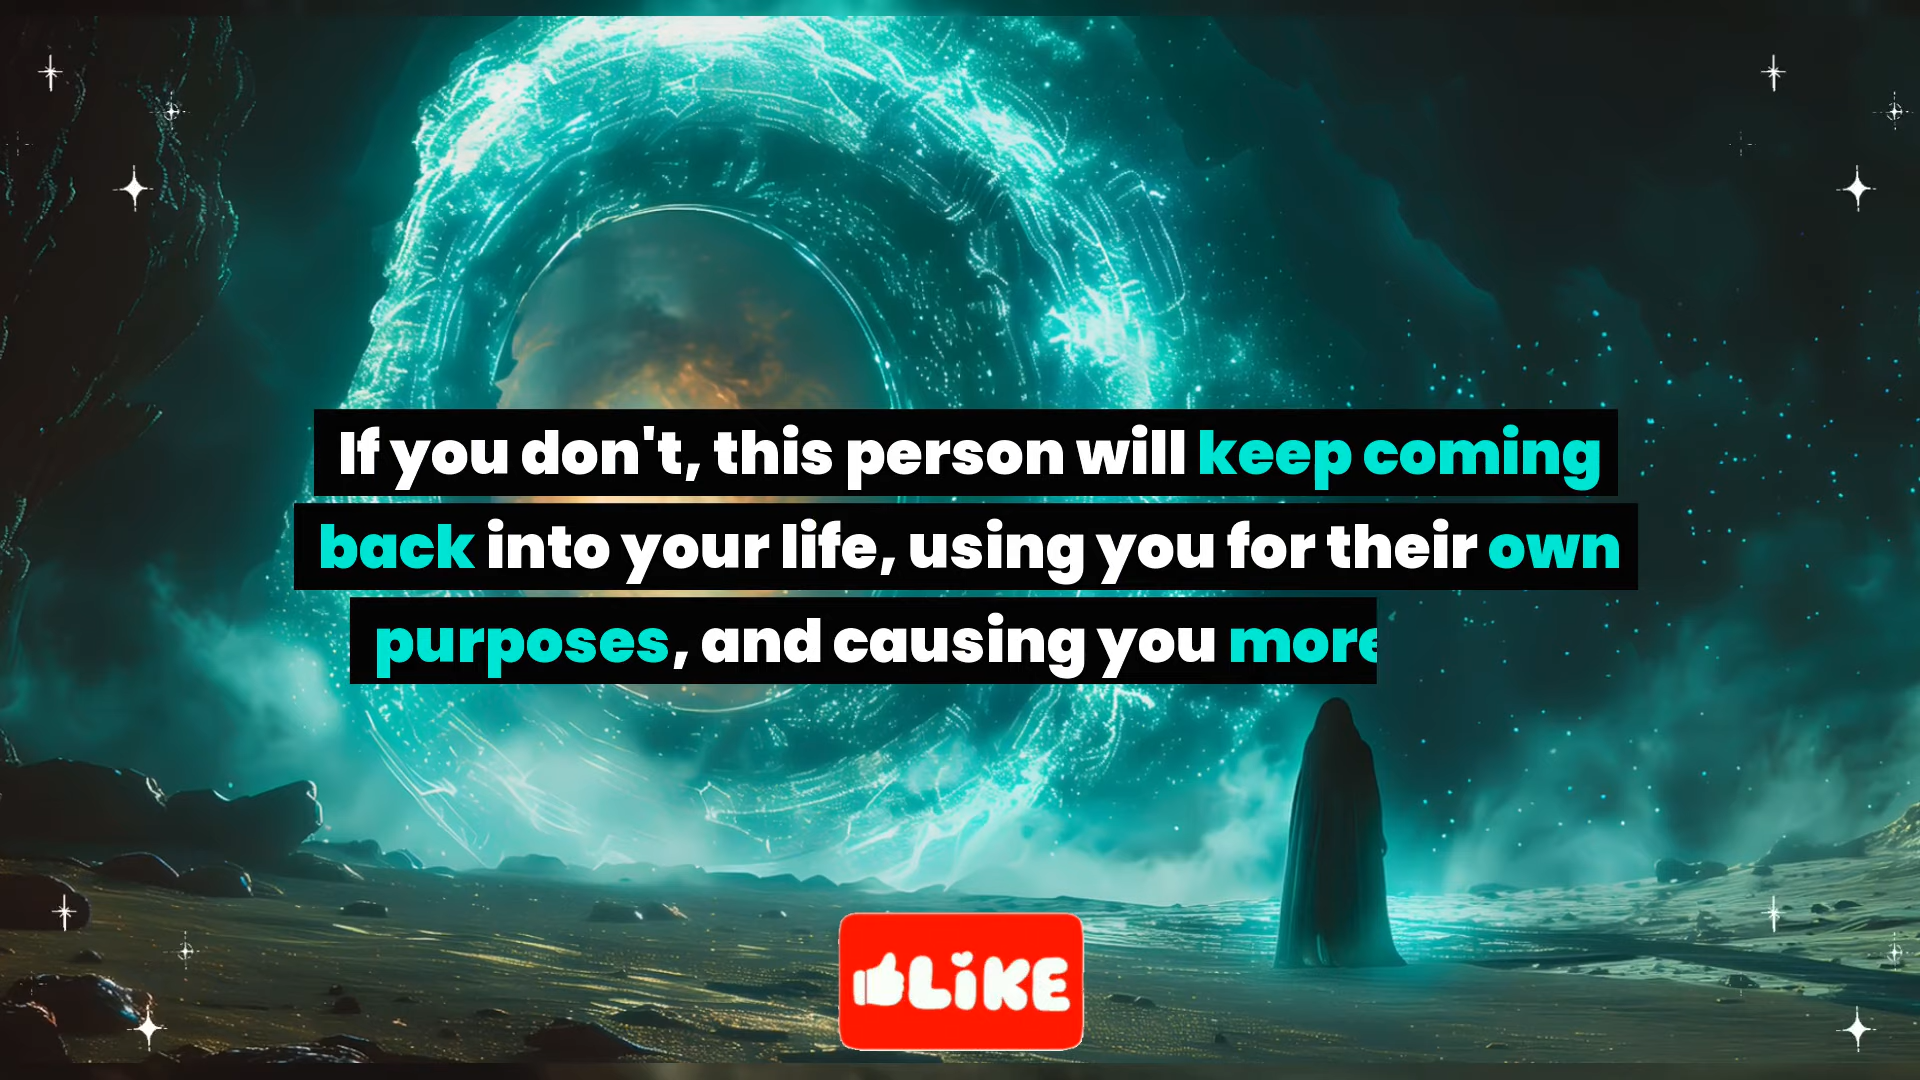 If you don't, this person will keep coming
back into your life, using you for their own
purposes, and causing you more
LIKE